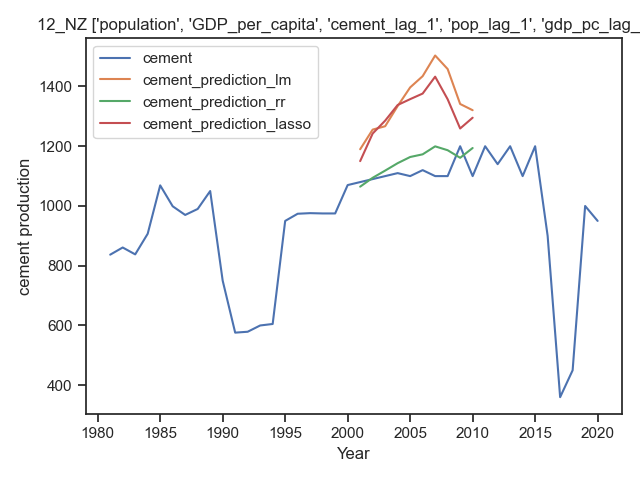 12_NZ ['population', 'GDP_per_capita', 'cement_lag_1', 'pop_lag_1', 'gdp_pc_lag_
cement
cement_prediction_lm
cement_prediction_rr
cement_prediction_lasso
cement production
1400
1200
1000
800
600
400
1980 1985 1990 1995 2000 2005 2010 2015 2020
Year